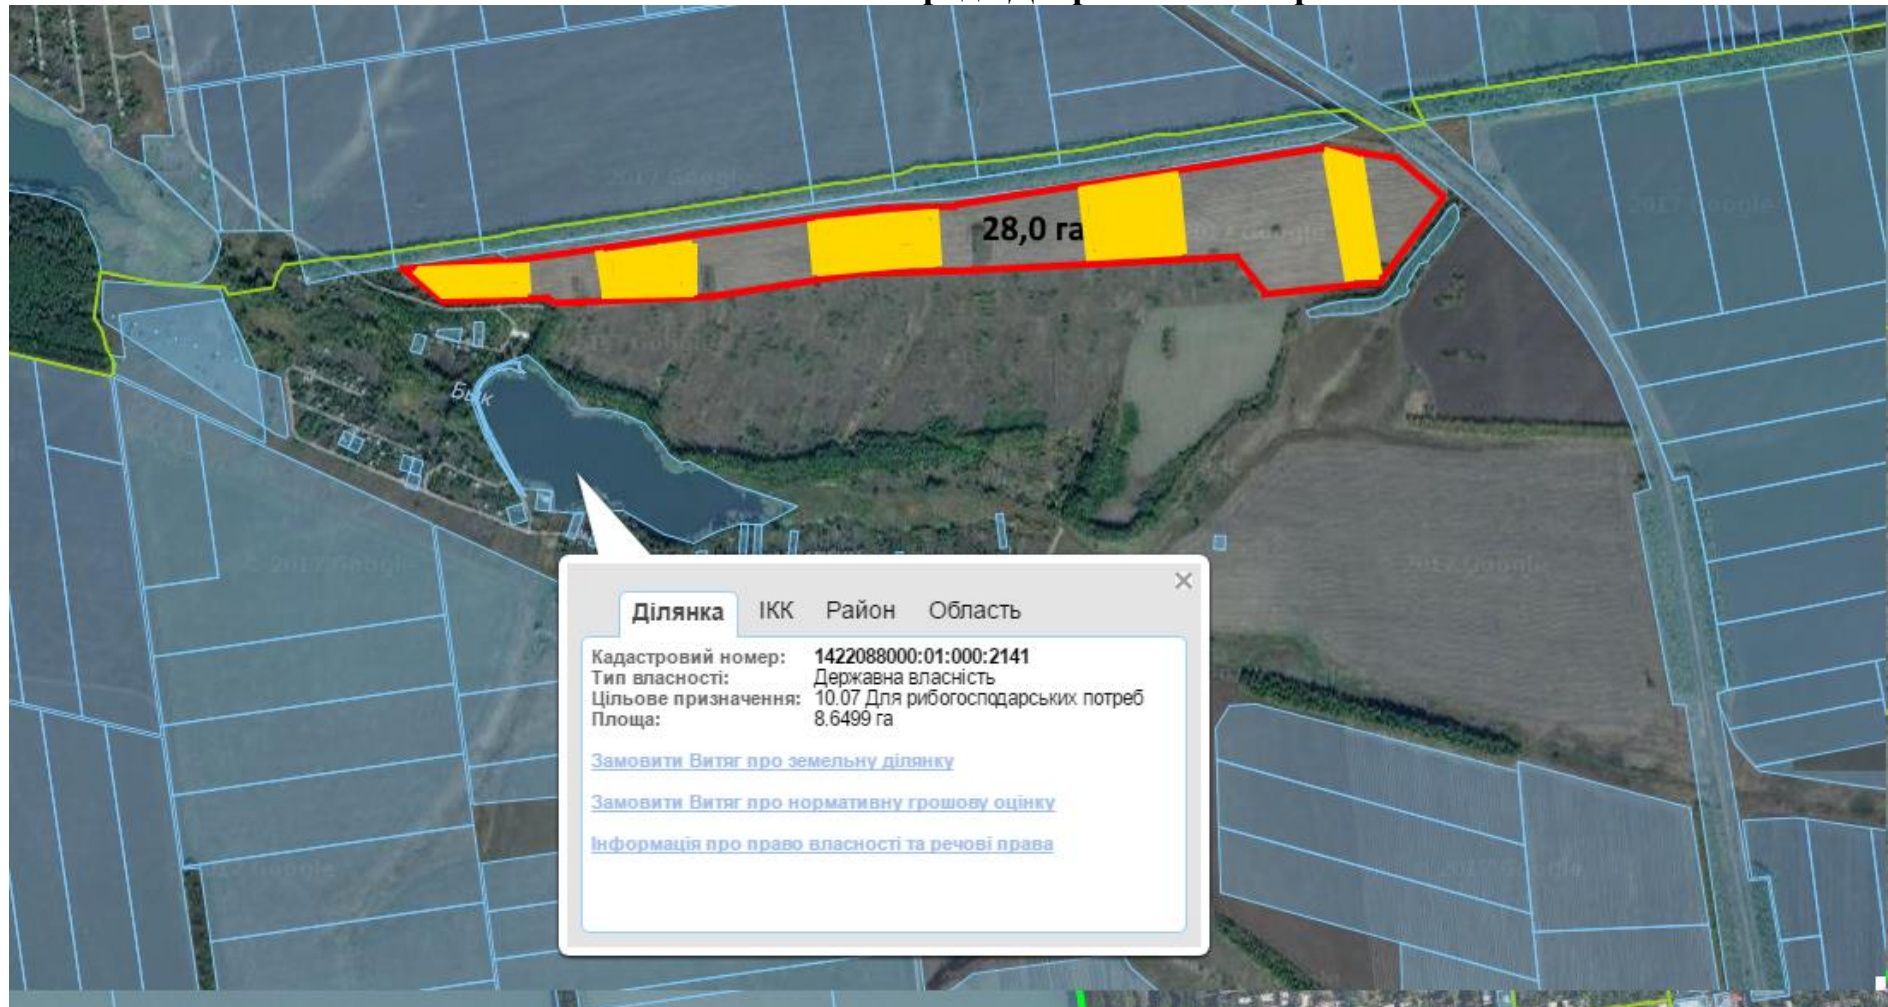 28,0 га
Бык
Ділянка ІКК Район Область
Кадастровий номер: 1422088000:01:000:2141
Тип власності: Державна власність
Цільове призначення: 10.07 Для рибогосподарських потреб
Площа: 8.6499 га
Замовити Витяг про земельну ділянку
Замовити Витяг про нормативну грошову оцінку
Інформація про право власності та речові права